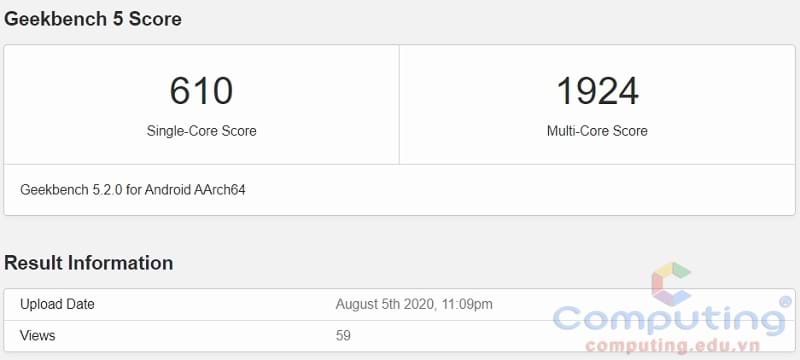 Geekbench 5 Score
610
1924
Single-Core Score
Multi-Core Score
Geekbench 5.2.0 for Android AArch64
Result Information
Upload Date
August 5th 2020, 11:09pm
Views
59
Computing®
computing.edu.vn